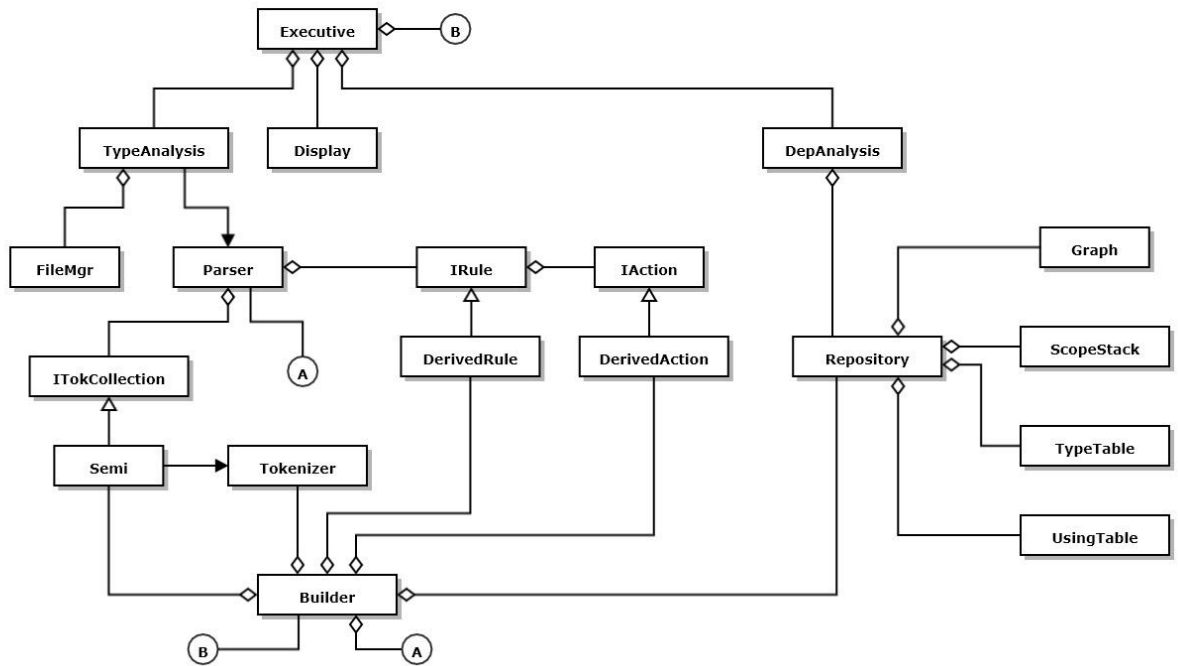 Executive
B
TypeAnalysis
Display
DepAnalysis
FileMgr
Parser
IRule
IAction
Graph
ITokCollection
A
DerivedRule
DerivedAction
Repository
ScopeStack
Semi
Tokenizer
TypeTable
UsingTable
Builder
B
A